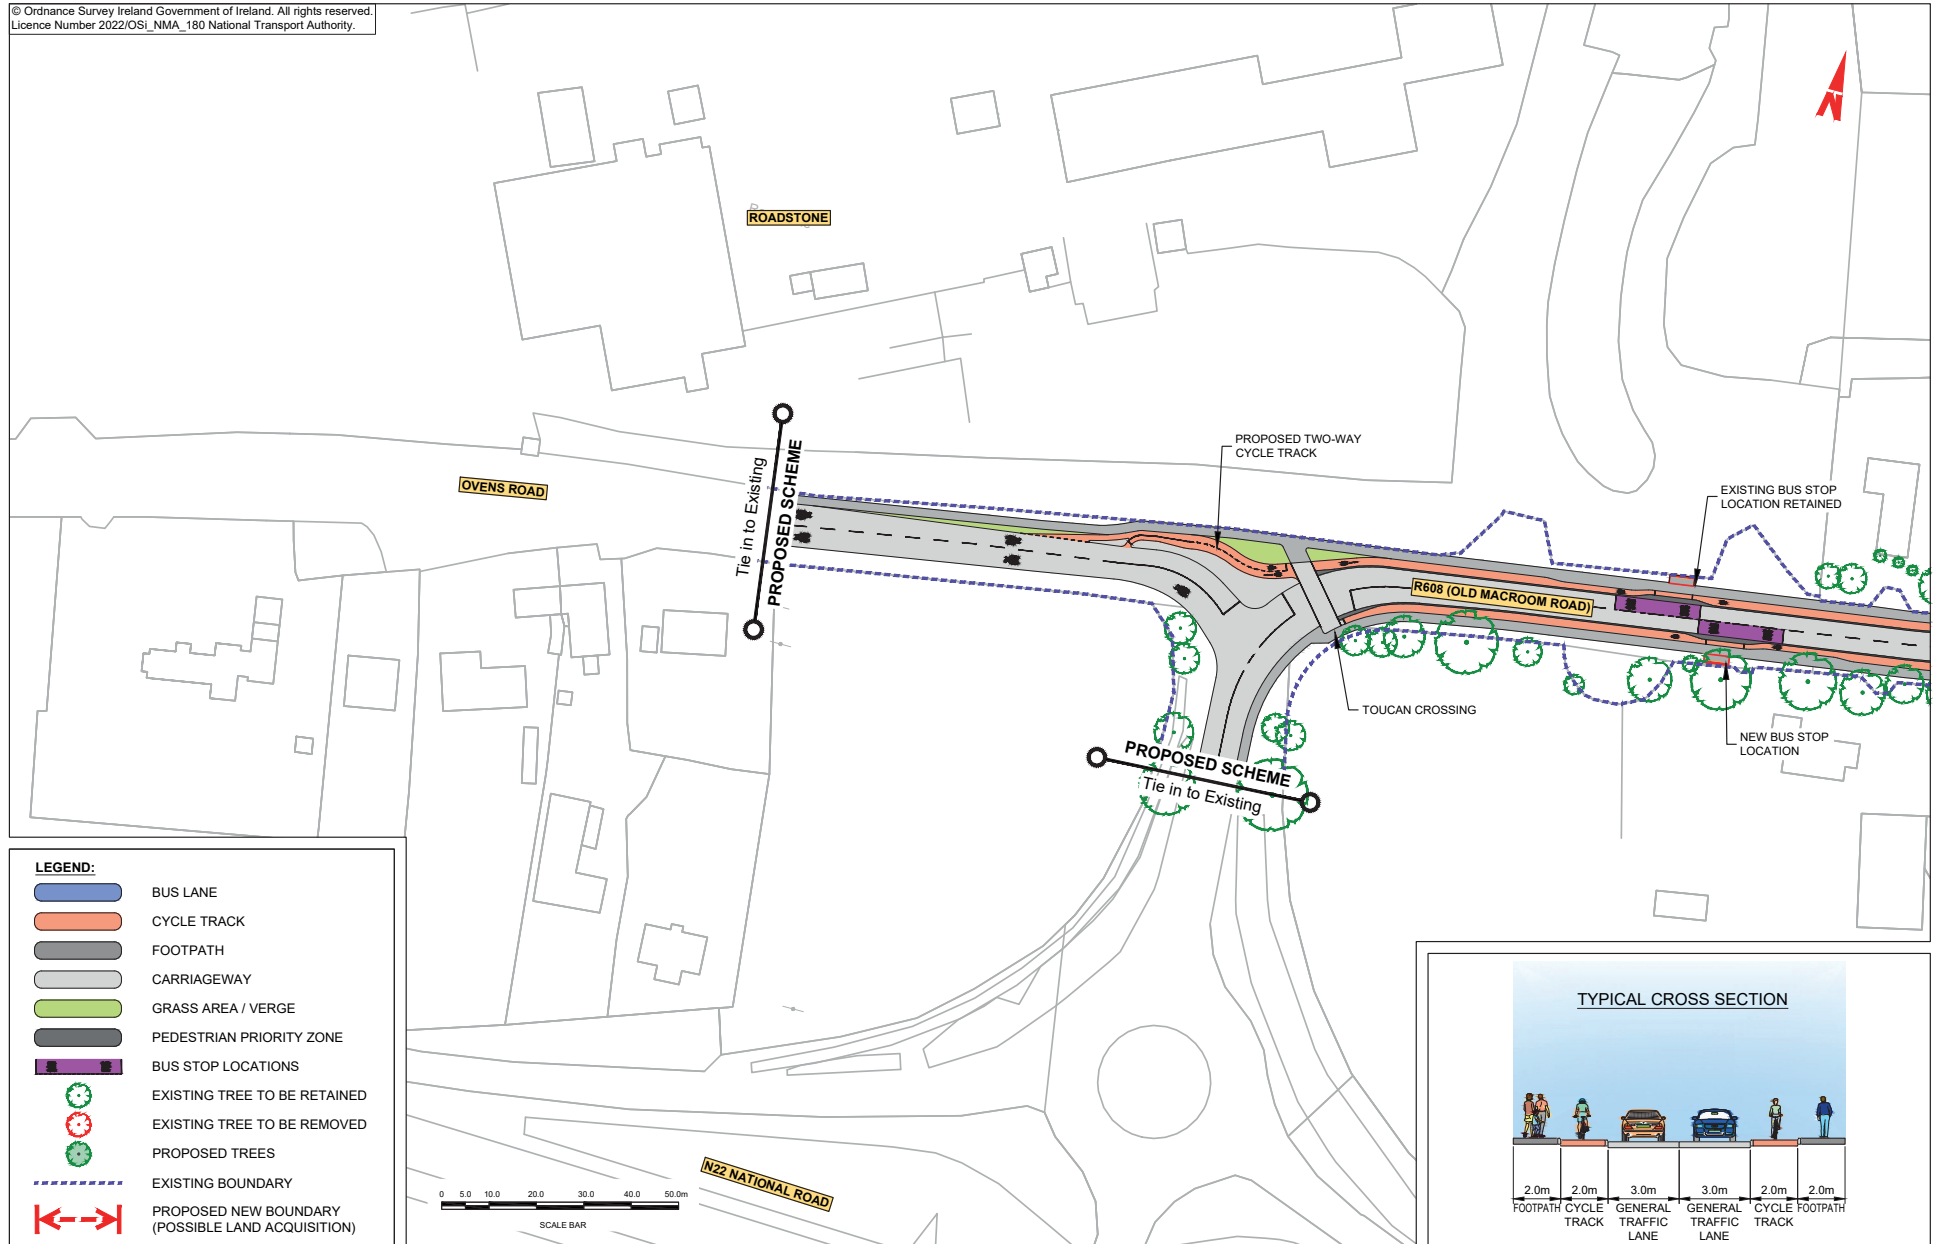 © Ordnance Survey Ireland Government of Ireland. All rights reserved.
Licence Number 2022/OSi_NMA_180 National Transport Authority.
N
ROADSTONE
OVENS ROAD
Tie in to Existing
PROPOSED SCHEME
PROPOSED TWO-WAY
CYCLE TRACK
EXISTING BUS STOP
LOCATION RETAINED
R608 (OLD MACROOM ROAD)
TOUCAN CROSSING
NEW BUS STOP
LOCATION
PROPOSED SCHEME
Tie in to Existing
N22 NATIONAL ROAD
0 5.0 10.0 20.0 30.0 40.0 50.0m
SCALE BAR
LEGEND:
BUS LANE
CYCLE TRACK
FOOTPATH
CARRIAGEWAY
GRASS AREA / VERGE
PEDESTRIAN PRIORITY ZONE
BUS STOP LOCATIONS
EXISTING TREE TO BE RETAINED
EXISTING TREE TO BE REMOVED
PROPOSED TREES
EXISTING BOUNDARY
PROPOSED NEW BOUNDARY
(POSSIBLE LAND ACQUISITION)
TYPICAL CROSS SECTION
2.0m 2.0m 3.0m 3.0m 2.0m 2.0m
FOOTPATH CYCLE GENERAL GENERAL CYCLE FOOTPATH
TRACK TRAFFIC TRAFFIC TRACK
LANE LANE